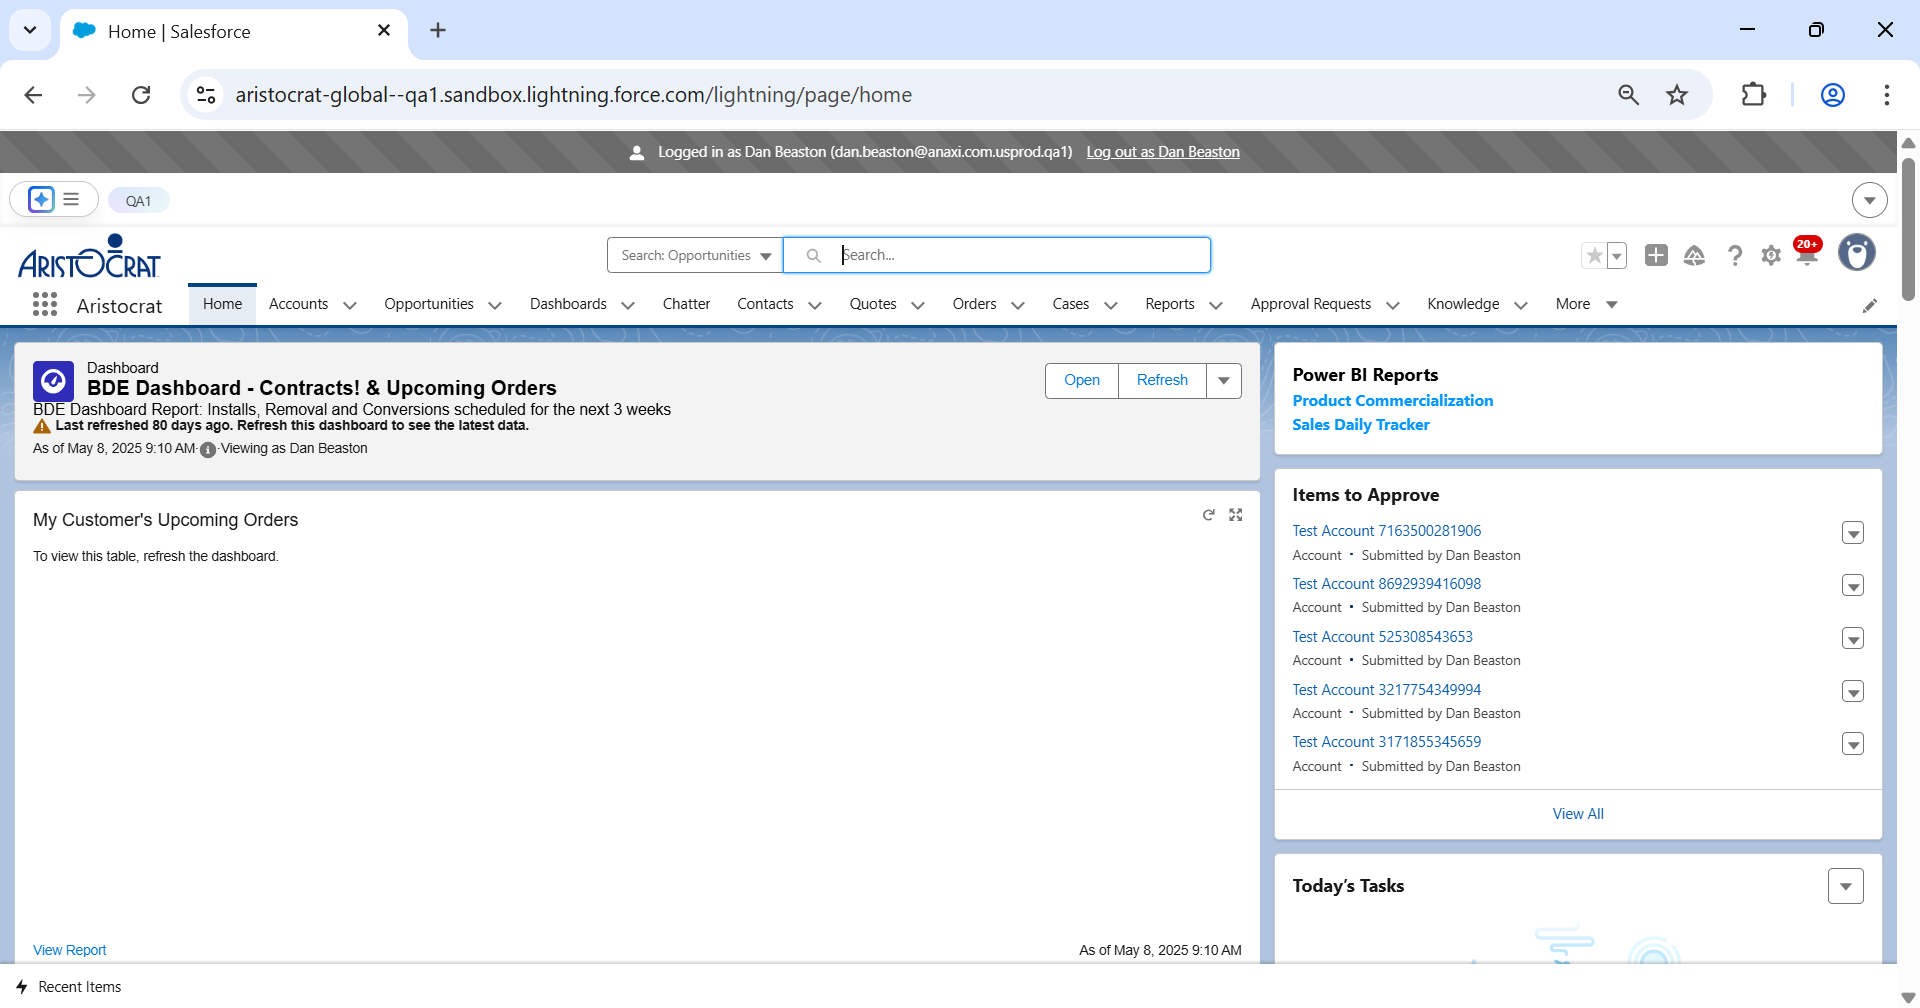 Home | Salesforce
aristocrat-global--qa1.sandbox.lightning.force.com/lightning/page/home
Logged in as Dan Beaston (dan.beaston@anaxi.com.usprod.qa1) Log out as Dan Beaston
QA1
ARISTOCRAT
Search: Opportunities
Search...
20+
Aristocrat
Home
Accounts
Opportunities
Dashboards
Chatter
Contacts
Quotes
Orders
Cases
Reports
Approval Requests
Knowledge
More
Dashboard
BDE Dashboard - Contracts! & Upcoming Orders
BDE Dashboard Report: Installs, Removal and Conversions scheduled for the next 3 weeks
Last refreshed 80 days ago. Refresh this dashboard to see the latest data.
As of May 8, 2025 9:10 AM·Viewing as Dan Beaston
Open
Refresh
My Customer's Upcoming Orders
To view this table, refresh the dashboard.
View Report
As of May 8, 2025 9:10 AM
Power BI Reports
Product Commercialization
Sales Daily Tracker
Items to Approve
Test Account 7163500281906
Account • Submitted by Dan Beaston
Test Account 8692939416098
Account • Submitted by Dan Beaston
Test Account 525308543653
Account • Submitted by Dan Beaston
Test Account 3217754349994
Account • Submitted by Dan Beaston
Test Account 3171855345659
Account • Submitted by Dan Beaston
View All
Today's Tasks
Recent Items